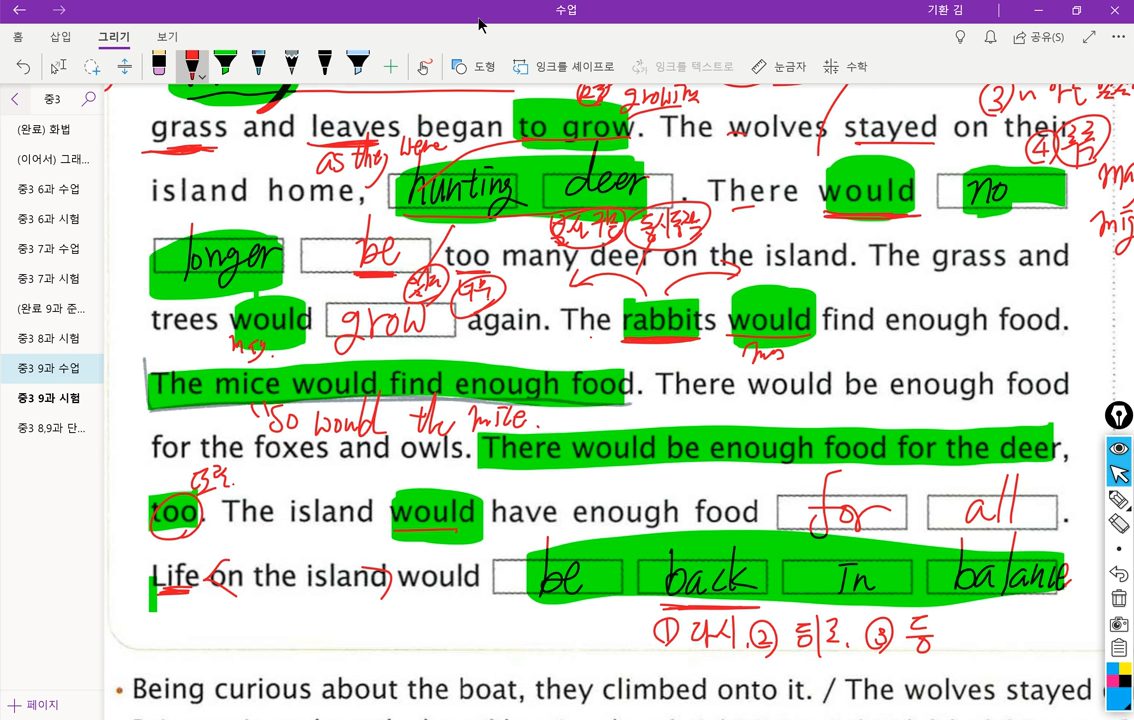 수업
기환 김
홈 삽입 그리기 보기
공유(S)
도형 잉크를 셰이프로 잉크를 텍스트로 눈금자 수학
중3
(완료) 화법
(이어서) 그래...
중3 6과 수업
중3 6과 시험
중3 7과 수업
중3 7과 시험
(완료 9과 준...
중3 8과 시험
중3 9과 수업
중3 9과 시험
중3 8,9과 단...
페이지
growing
grass and leaves began to grow. The wolves stayed on their
as they were
④
island home, hunting deer. There would no
longer be too many deer on the island. The grass and
너무
trees would grow again. The rabbits would find enough food.
The mice would find enough food. There would be enough food
"So would the mice.
for the foxes and owls. There would be enough food for the deer,
too. The island would have enough food for all.
Life on the island would be back in balance
① 다시. ② 뒤로. ③ 등
Being curious about the boat, they climbed onto it. / The wolves stayed